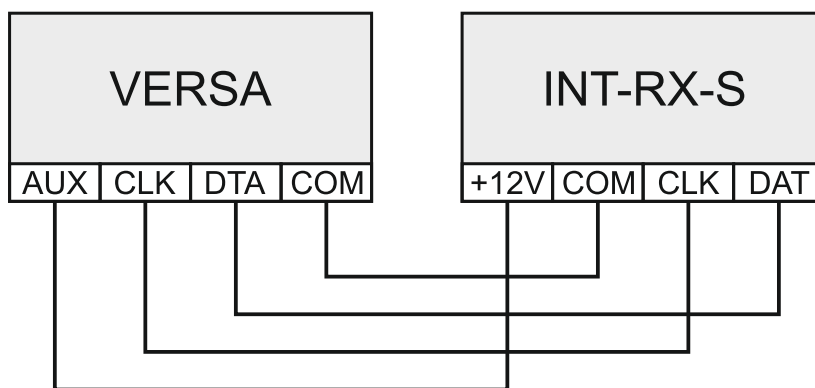 VERSA
INT-RX-S
AUX CLK DTA COM
+12V COM CLK DAT